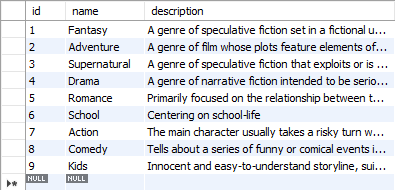 id name description
1 Fantasy A genre of speculative fiction set in a fictional u...
2 Adventure A genre of film whose plots feature elements of...
3 Supernatural A genre of speculative fiction that exploits or is ...
4 Drama A genre of narrative fiction intended to be serio...
5 Romance Primarily focused on the relationship between t...
6 School Centering on school-life
7 Action The main character usually takes a risky turn w...
8 Comedy Tells about a series of funny or comical events i...
9 Kids Innocent and easy-to-understand storyline, sui...
NULL NULL NULL